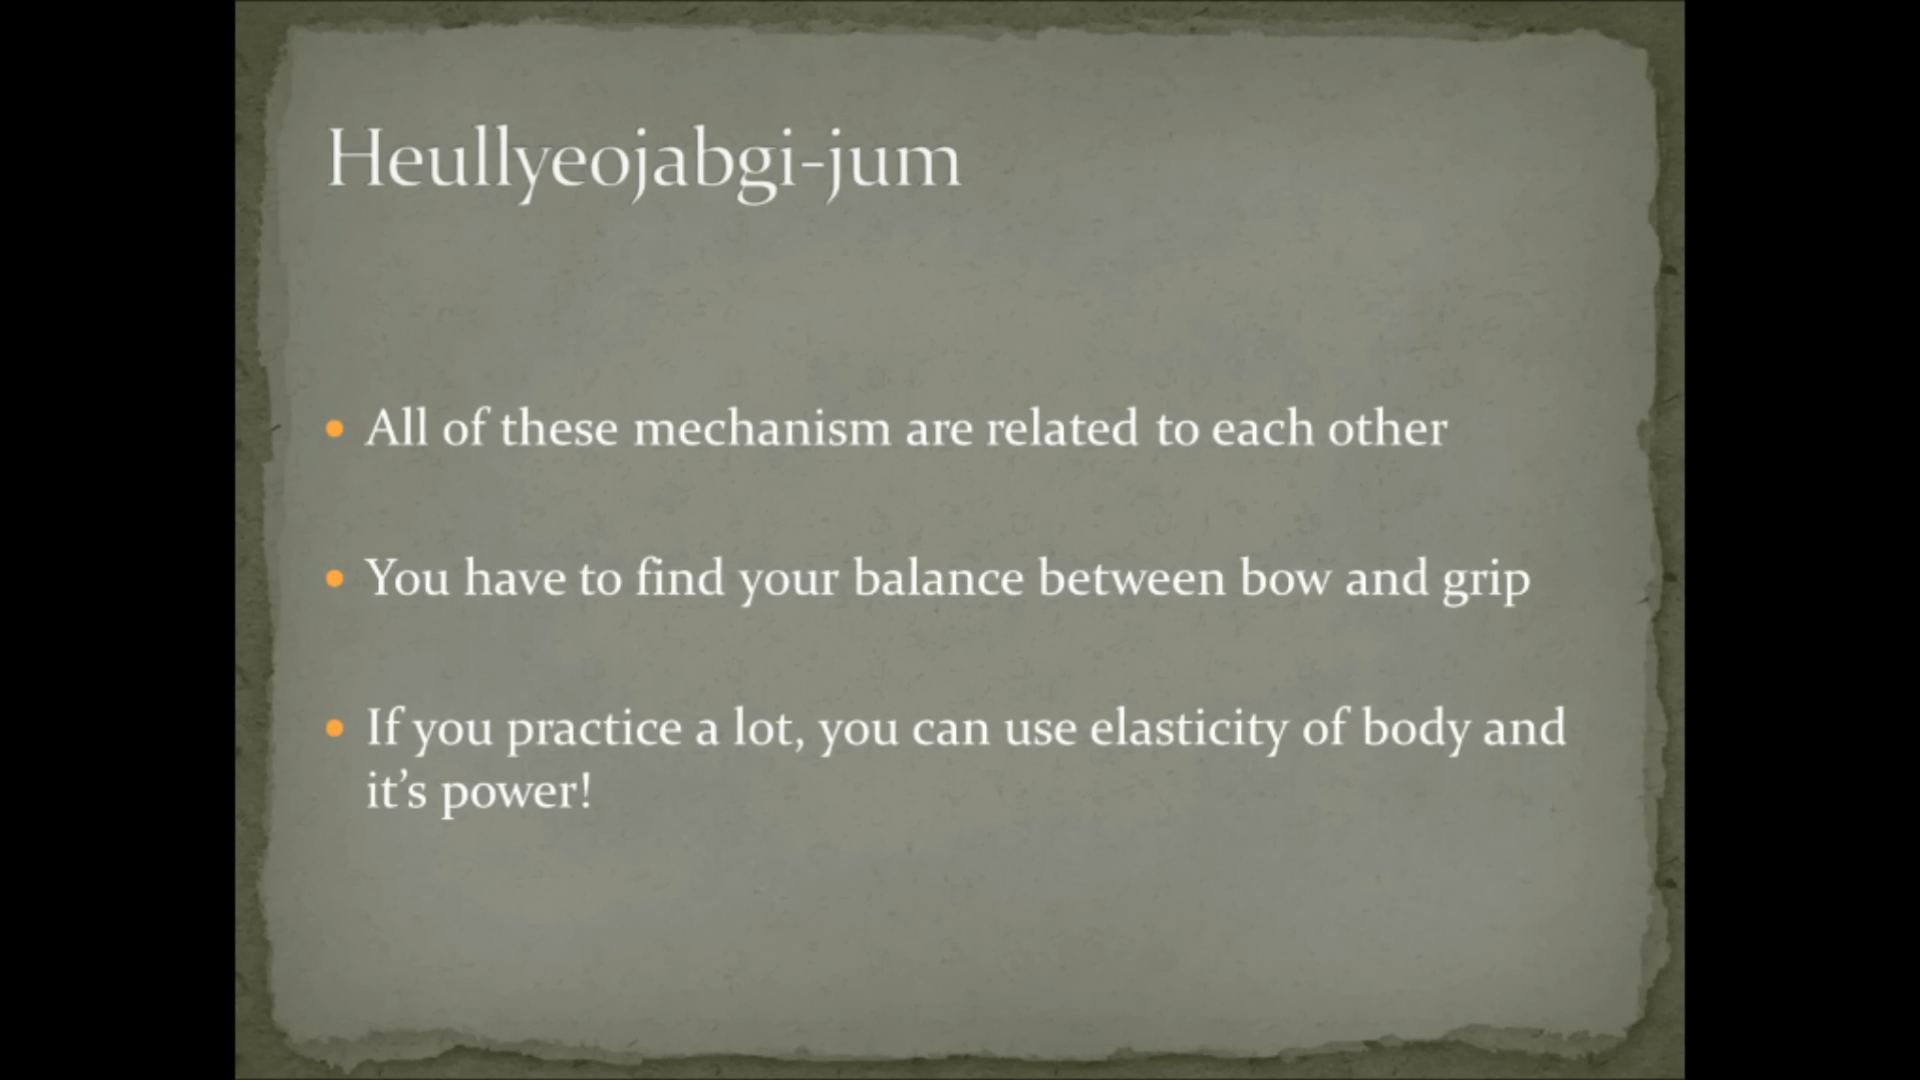 Heullyeojabgi-jum
• All of these mechanism are related to each other
• You have to find your balance between bow and grip
• If you practice a lot, you can use elasticity of body and
it’s power!